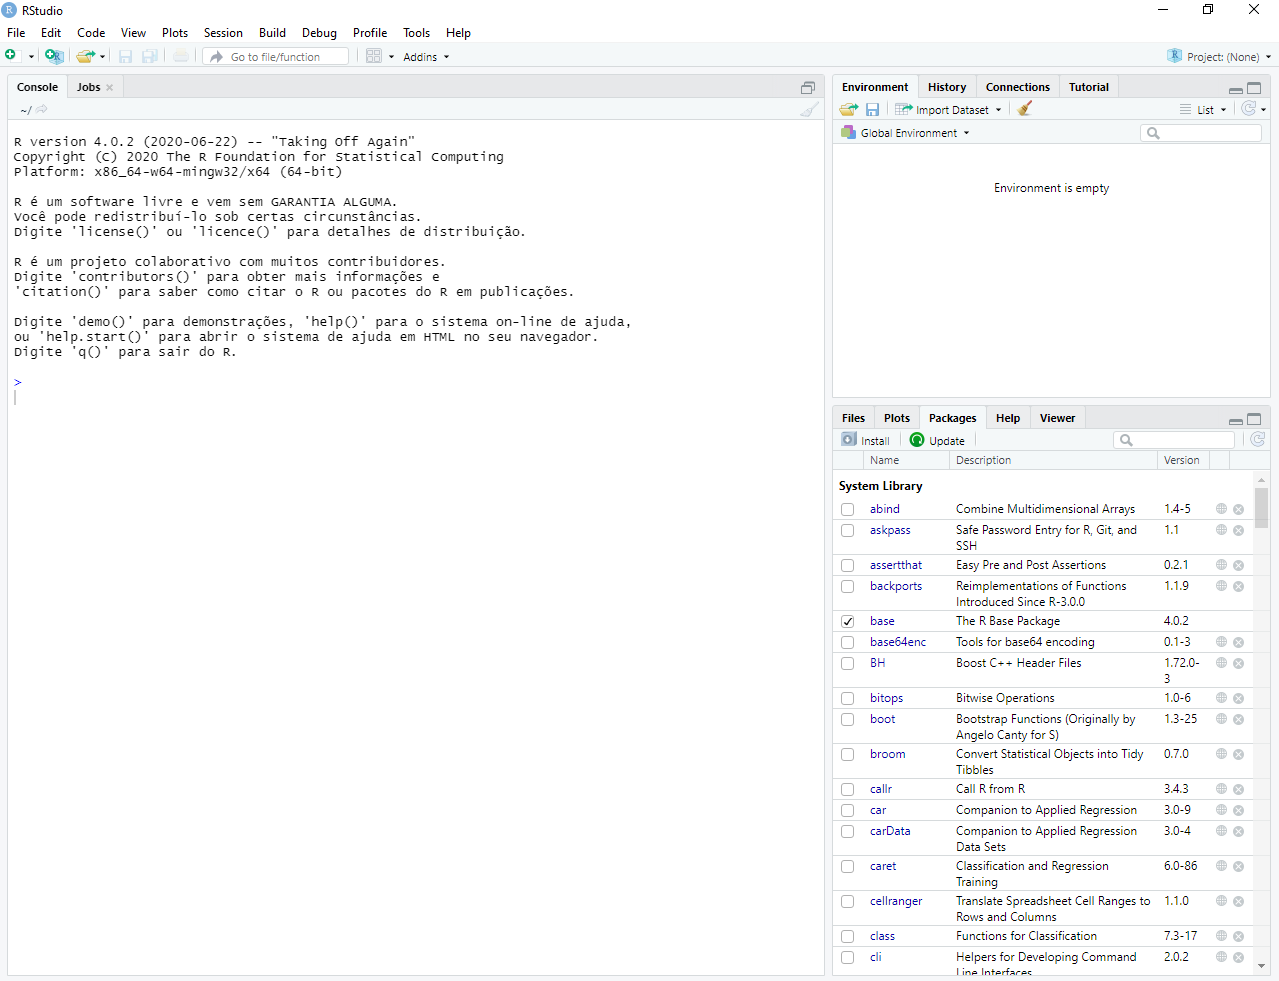 RStudio
File Edit Code View Plots Session Build Debug Profile Tools Help
Go to file/function Addins Project: (None)
Console Jobs
~/
R version 4.0.2 (2020-06-22) -- "Taking Off Again"
Copyright (C) 2020 The R Foundation for Statistical Computing
Platform: x86_64-w64-mingw32/x64 (64-bit)
R é um software livre e vem sem GARANTIA ALGUMA.
Você pode redistribuí-lo sob certas circunstâncias.
Digite 'license()' ou 'licence()' para detalhes de distribuição.
R é um projeto colaborativo com muitos contribuidores.
Digite 'contributors()' para obter mais informações e
'citation()' para saber como citar o R ou pacotes do R em publicações.
Digite 'demo()' para demonstrações, 'help()' para o sistema on-line de ajuda,
ou 'help.start()' para abrir o sistema de ajuda em HTML no seu navegador.
Digite 'q()' para sair do R.
>
Environment History Connections Tutorial
Import Dataset List
Global Environment
Environment is empty
Files Plots Packages Help Viewer
Install Update
Name Description Version
System Library
abind Combine Multidimensional Arrays 1.4-5
askpass Safe Password Entry for R, Git, and 1.1
SSH
assertthat Easy Pre and Post Assertions 0.2.1
backports Reimplementations of Functions 1.1.9
Introduced Since R-3.0.0
base The R Base Package 4.0.2
base64enc Tools for base64 encoding 0.1-3
BH Boost C++ Header Files 1.72.0-
3
bitops Bitwise Operations 1.0-6
boot Bootstrap Functions (Originally by 1.3-25
Angelo Canty for S)
broom Convert Statistical Objects into Tidy 0.7.0
Tibbles
callr Call R from R 3.4.3
car Companion to Applied Regression 3.0-9
carData Companion to Applied Regression 3.0-4
Data Sets
caret Classification and Regression 6.0-86
Training
cellranger Translate Spreadsheet Cell Ranges to 1.1.0
Rows and Columns
class Functions for Classification 7.3-17
cli Helpers for Developing Command 2.0.2
Line Interfaces